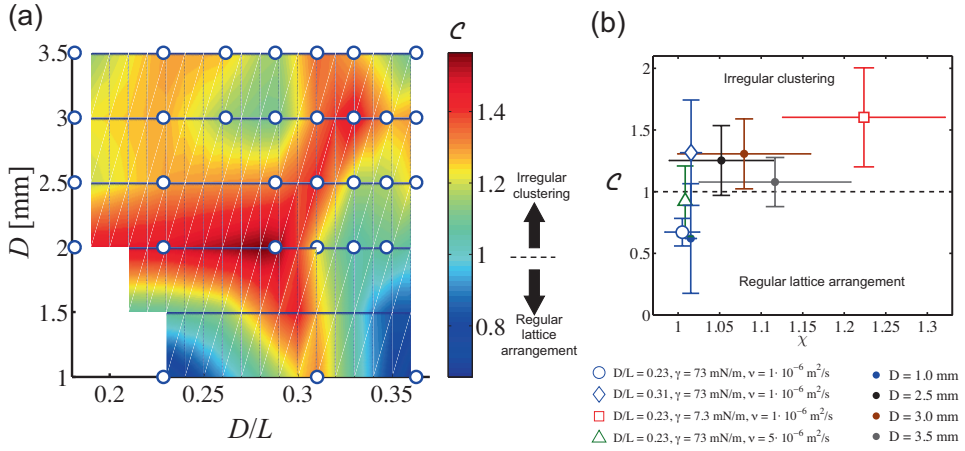 (a)
C
3.5
3
2.5
2
1.5
1
D [mm]
0.2
0.25
0.3
0.35
D/L
1.4
1.2
1
0.8
Irregular
clustering
Regular
lattice
arrangement
(b)
2
1.5
1
0.5
0
C
Irregular clustering
Regular lattice arrangement
1
1.05
1.1
1.15
1.2
1.25
1.3
χ
D/L = 0.23, γ = 73 mN/m, ν = 1· 10⁻⁶ m²/s
D/L = 0.31, γ = 73 mN/m, ν = 1· 10⁻⁶ m²/s
D/L = 0.23, γ = 7.3 mN/m, ν = 1· 10⁻⁶ m²/s
D/L = 0.23, γ = 73 mN/m, ν = 5· 10⁻⁶ m²/s
D = 1.0 mm
D = 2.5 mm
D = 3.0 mm
D = 3.5 mm